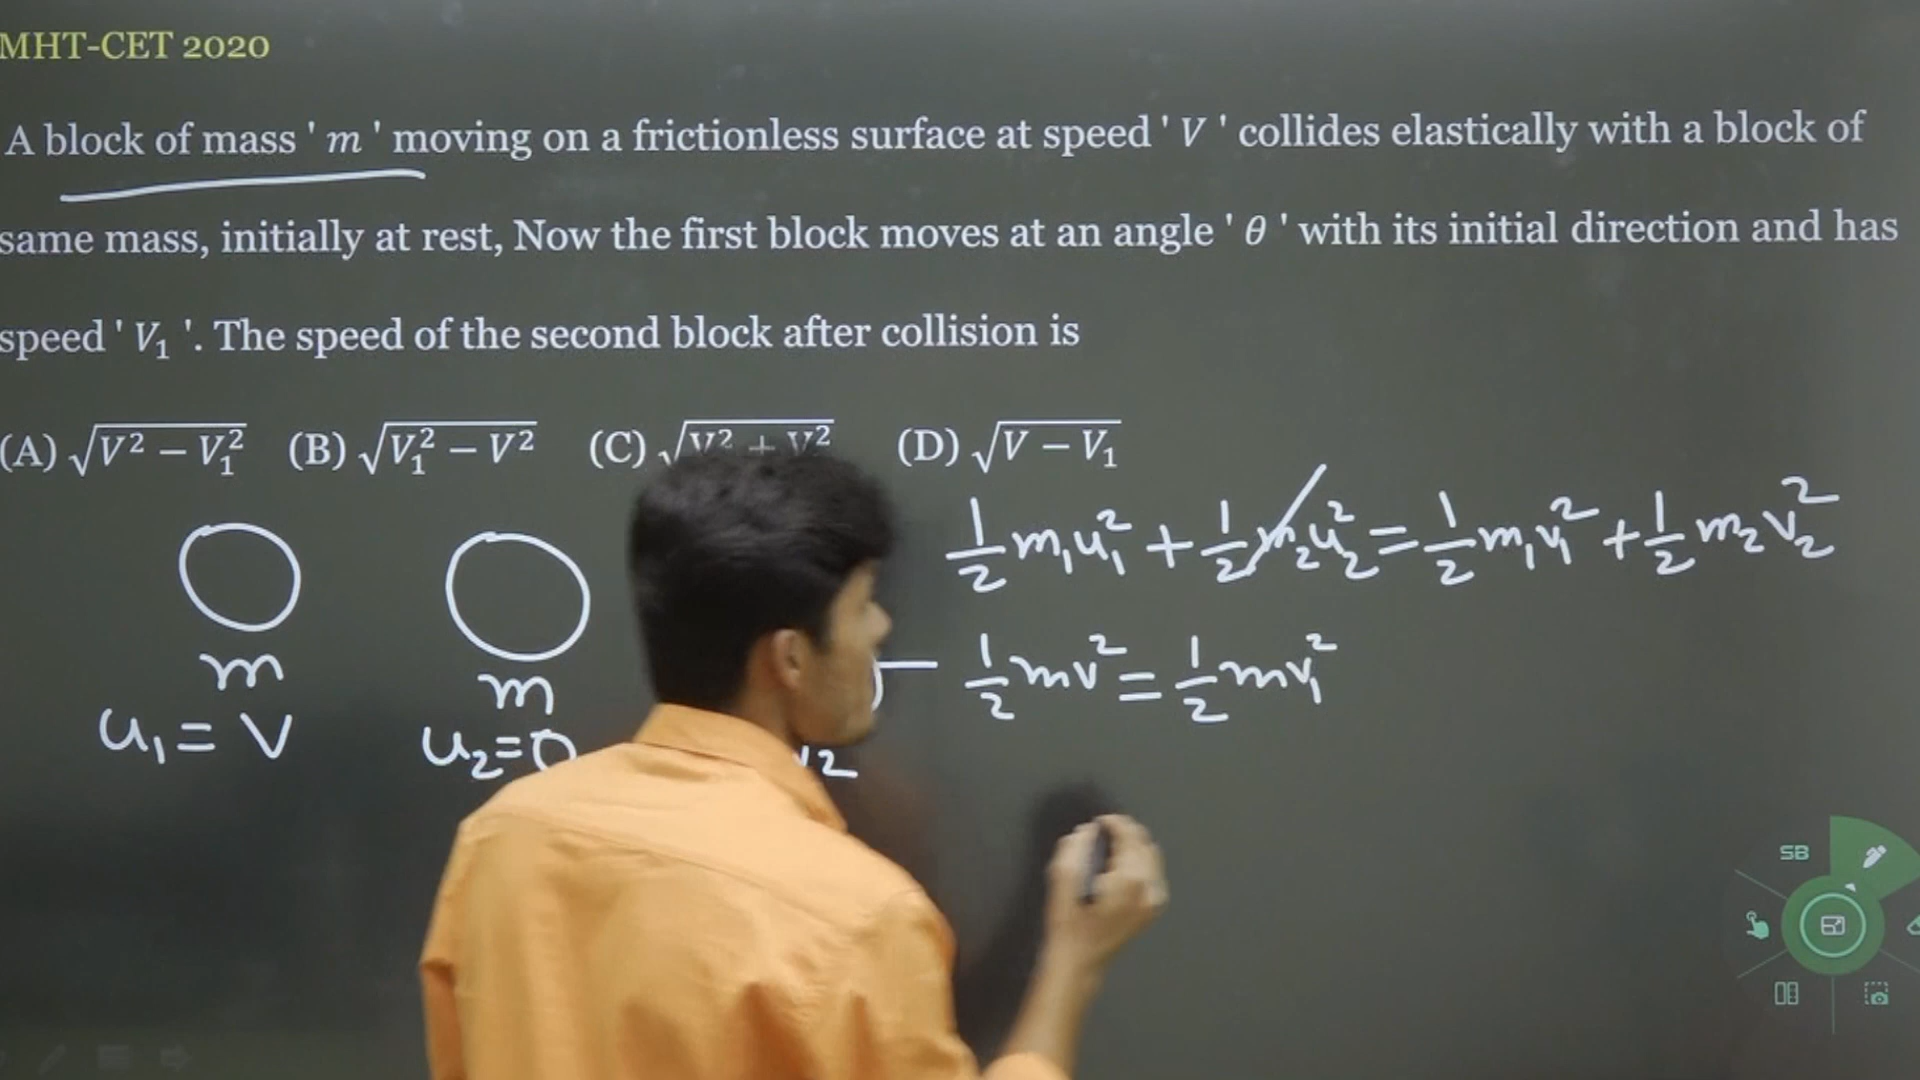 MHT-CET 2020
A block of mass ' m ' moving on a frictionless surface at speed ' V ' collides elastically with a block of
same mass, initially at rest, Now the first block moves at an angle ' θ ' with its initial direction and has
speed ' V₁ '. The speed of the second block after collision is
(A) √(V² − V₁²) (B) √(V₁² − V²) (C) √(V² + V²) (D) √(V − V₁)
½m₁u₁² + ½m₂u₂² = ½m₁v₁² + ½m₂v₂²
m m
½mv² = ½mv₁²
u₁ = V u₂=0
SB